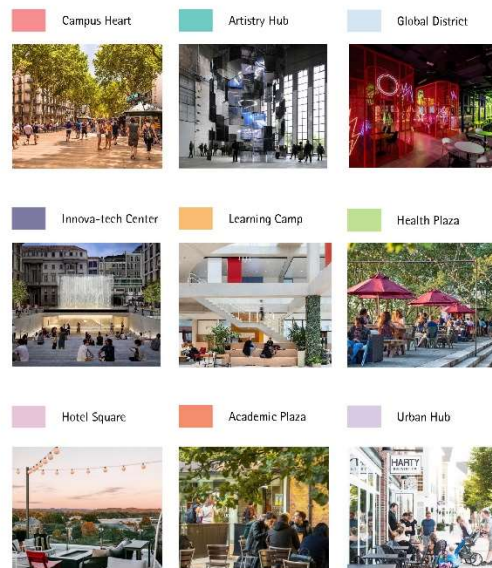 Campus Heart
Artistry Hub
Global District
Innova-tech Center
Learning Camp
Health Plaza
Hotel Square
Academic Plaza
Urban Hub
HARTY